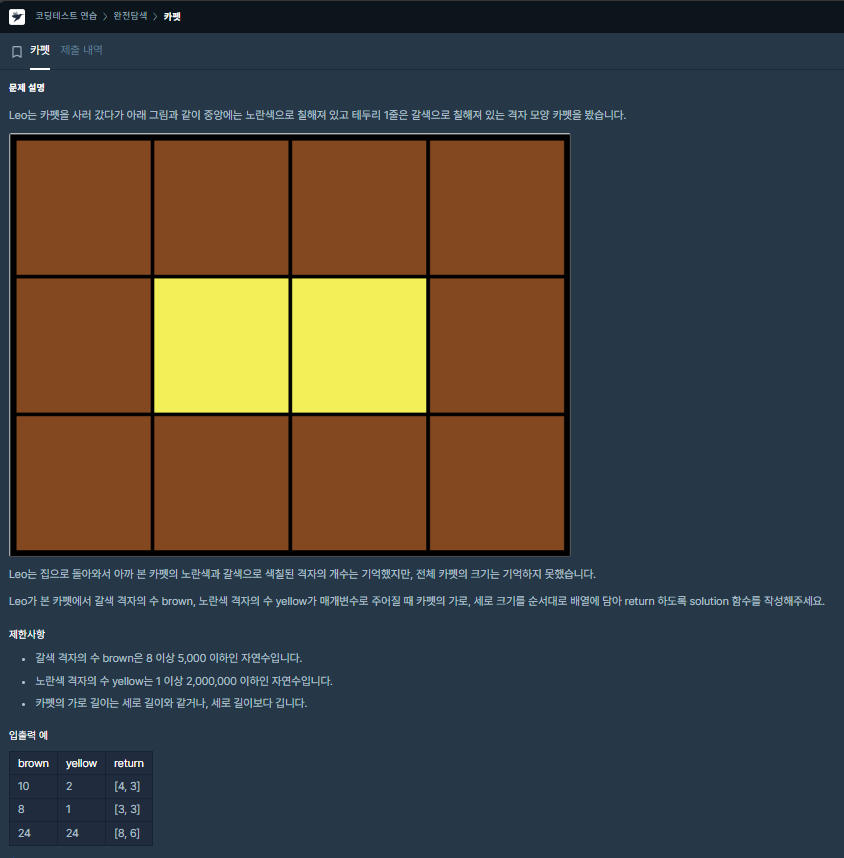 코딩테스트 연습 > 완전탐색 > 카펫
카펫 제출 내역
문제 설명
Leo는 카펫을 사러 갔다가 아래 그림과 같이 중앙에는 노란색으로 칠해져 있고 테두리 1줄은 갈색으로 칠해져 있는 격자 모양 카펫을 봤습니다.
Leo는 집으로 돌아와서 아까 본 카펫의 노란색과 갈색으로 색칠된 격자의 개수는 기억했지만, 전체 카펫의 크기는 기억하지 못했습니다.
Leo가 본 카펫에서 갈색 격자의 수 brown, 노란색 격자의 수 yellow가 매개변수로 주어질 때 카펫의 가로, 세로 크기를 순서대로 배열에 담아 return 하도록 solution 함수를 작성해주세요.
제한사항
• 갈색 격자의 수 brown은 8 이상 5,000 이하인 자연수입니다.
• 노란색 격자의 수 yellow는 1 이상 2,000,000 이하인 자연수입니다.
• 카펫의 가로 길이는 세로 길이와 같거나, 세로 길이보다 깁니다.
입출력 예
brown yellow return
10 2 [4, 3]
8 1 [3, 3]
24 24 [8, 6]